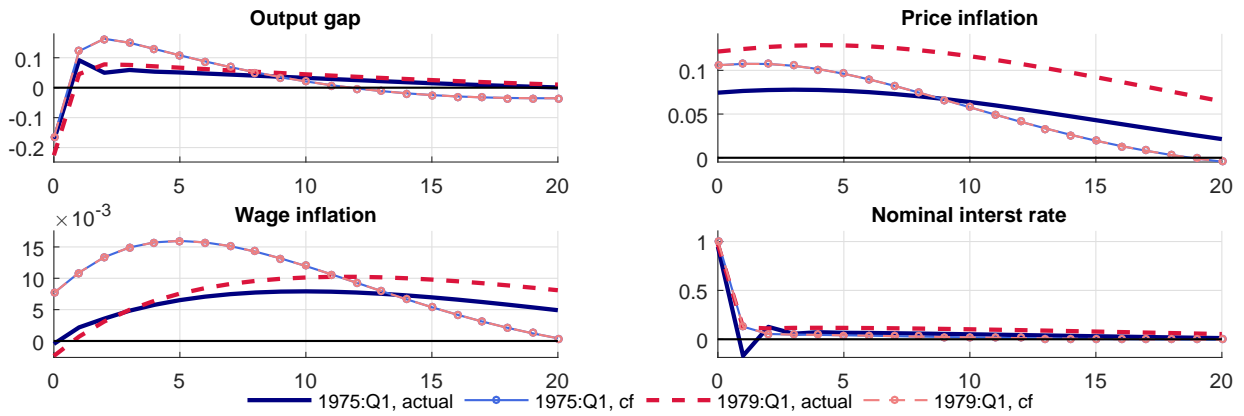 Output gap
0.1
0
-0.1
-0.2
0 5 10 15 20
Price inflation
0.1
0.05
0
0 5 10 15 20
×10-3
Wage inflation
15
10
5
0
0 5 10 15 20
Nominal interst rate
1
0.5
0
0 5 10 15 20
1975:Q1, actual 1975:Q1, cf 1979:Q1, actual 1979:Q1, cf